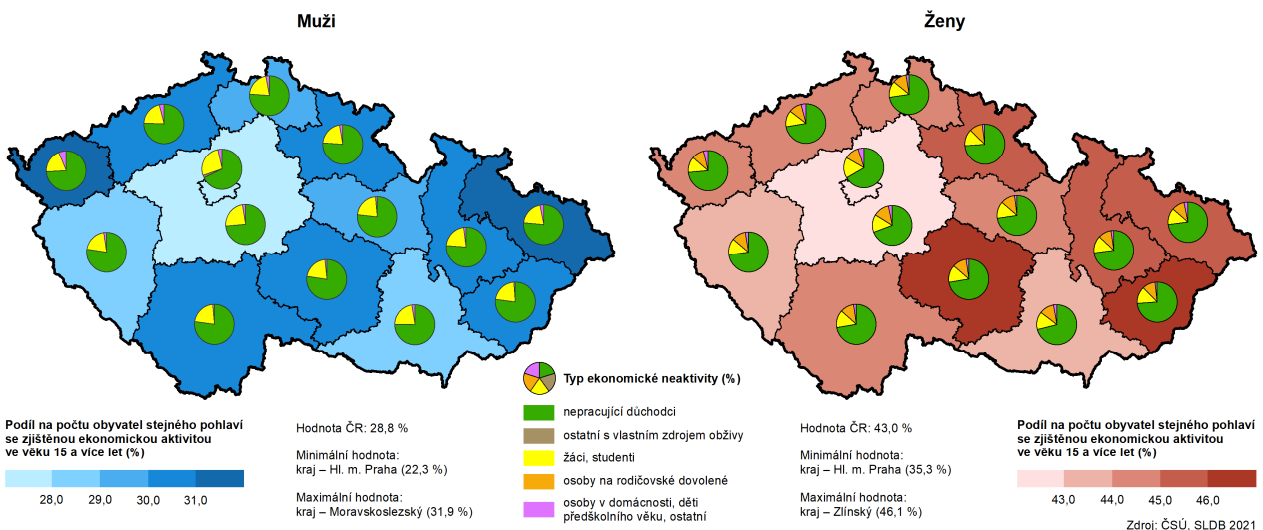 Muži
Ženy
Typ ekonomické neaktivity (%)
nepracující důchodci
ostatní s vlastním zdrojem obživy
žáci, studenti
osoby na rodičovské dovolené
osoby v domácnosti, děti
předškolního věku, ostatní
Podíl na počtu obyvatel stejného pohlaví
se zjištěnou ekonomickou aktivitou
ve věku 15 a více let (%)
28,0 29,0 30,0 31,0
Hodnota ČR: 28,8 %
Minimální hodnota:
kraj – Hl. m. Praha (22,3 %)
Maximální hodnota:
kraj – Moravskoslezský (31,9 %)
Hodnota ČR: 43,0 %
Minimální hodnota:
kraj – Hl. m. Praha (35,3 %)
Maximální hodnota:
kraj – Zlínský (46,1 %)
Podíl na počtu obyvatel stejného pohlaví
se zjištěnou ekonomickou aktivitou
ve věku 15 a více let (%)
43,0 44,0 45,0 46,0
Zdroj: ČSÚ, SLDB 2021